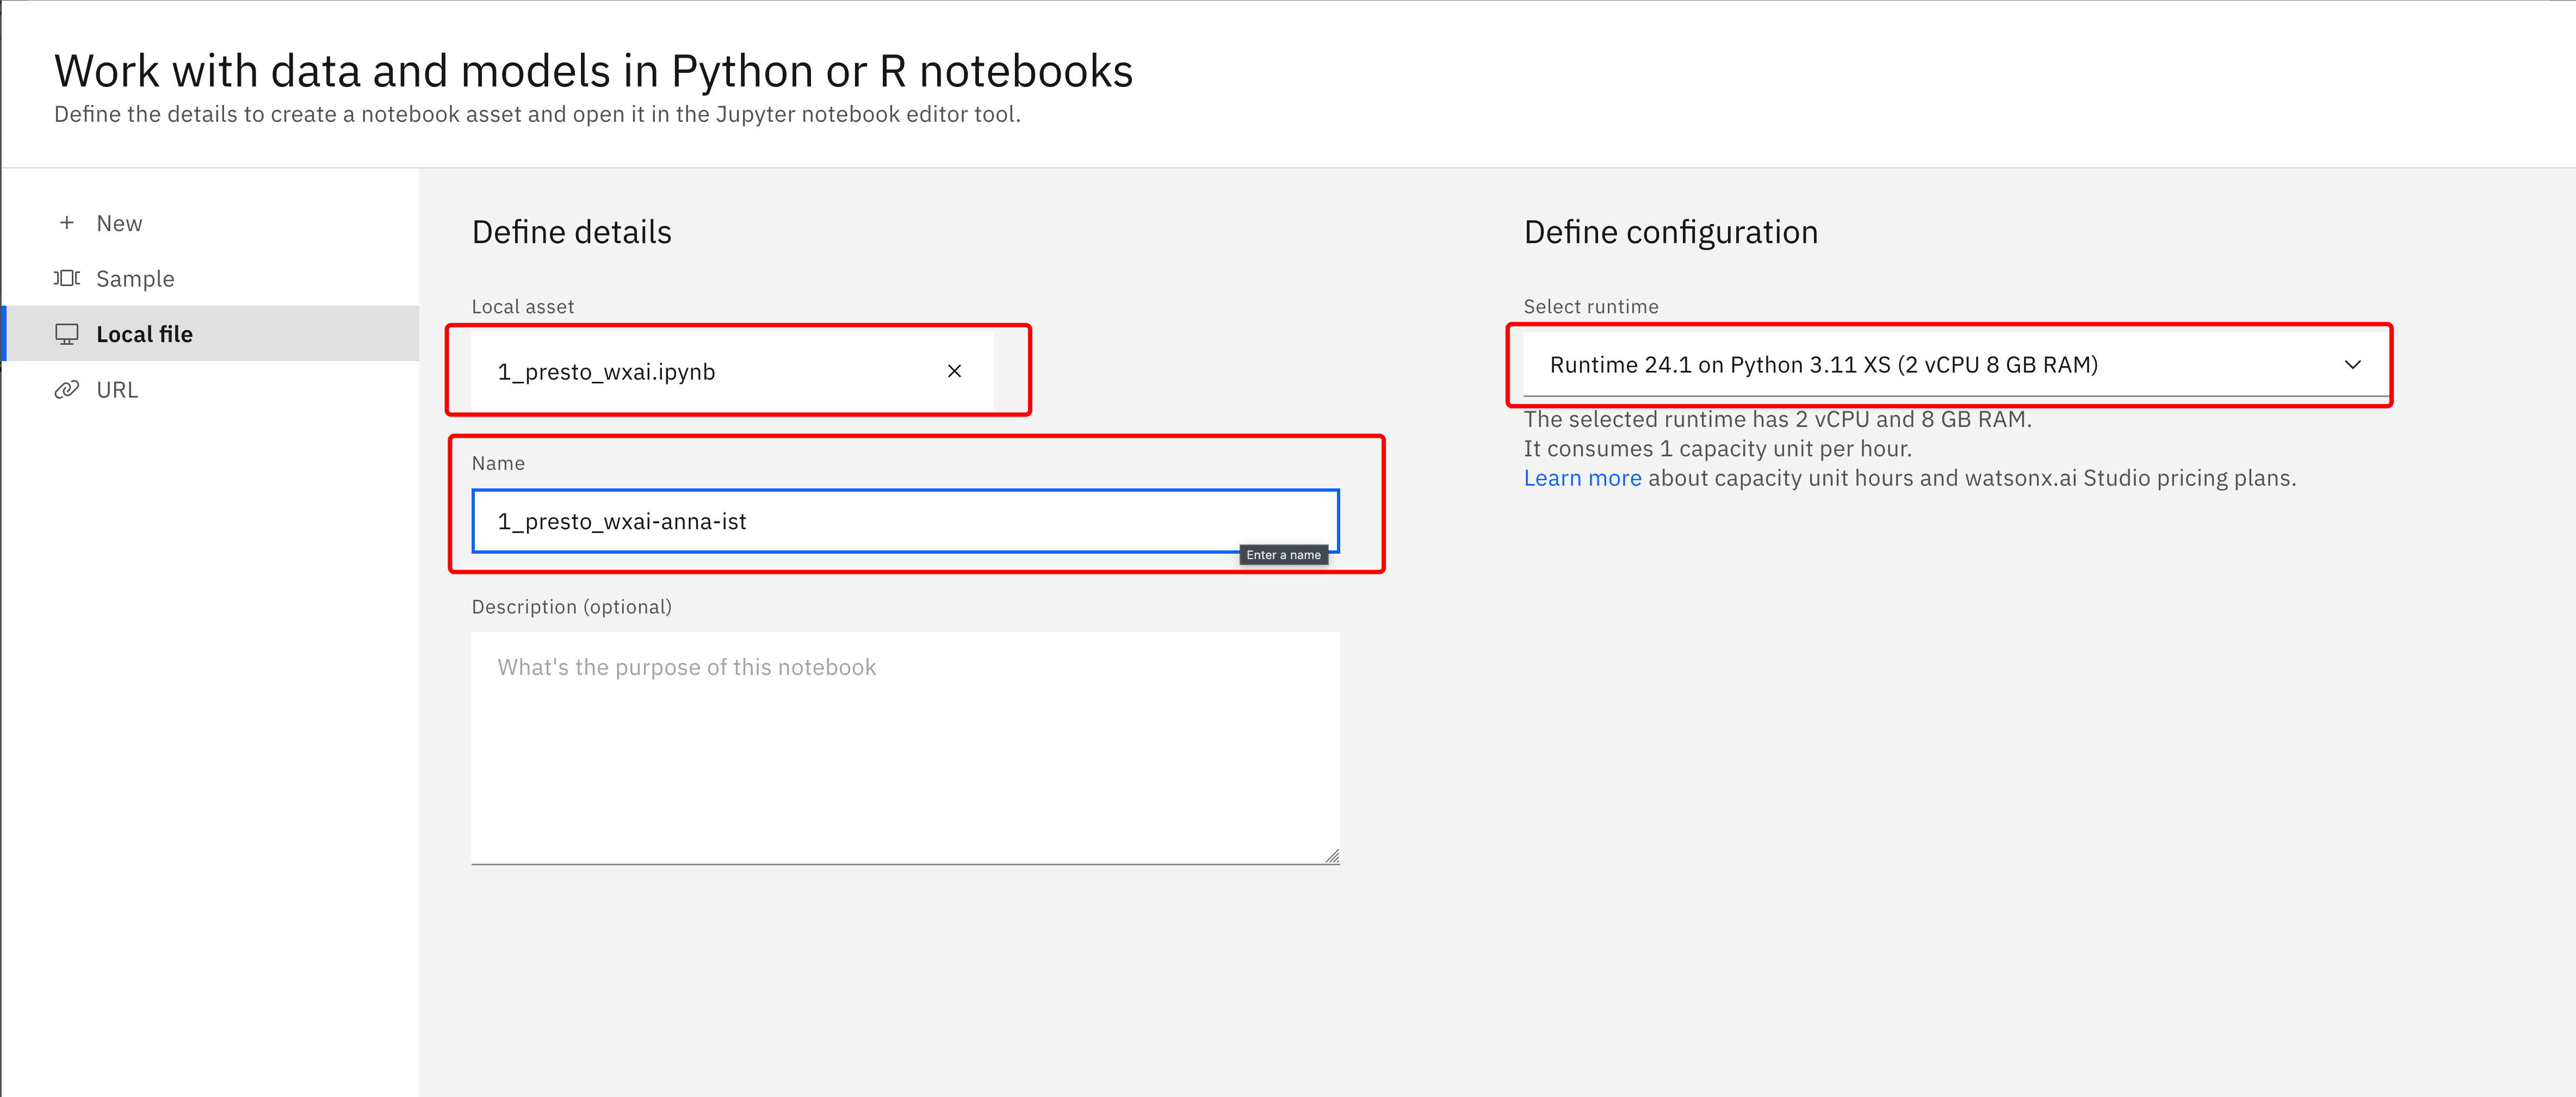 Work with data and models in Python or R notebooks
Define the details to create a notebook asset and open it in the Jupyter notebook editor tool.
New
Sample
Local file
URL
Define details
Local asset
1_presto_wxai.ipynb
Name
1_presto_wxai-anna-ist
Enter a name
Description (optional)
What's the purpose of this notebook
Define configuration
Select runtime
Runtime 24.1 on Python 3.11 XS (2 vCPU 8 GB RAM)
The selected runtime has 2 vCPU and 8 GB RAM.
It consumes 1 capacity unit per hour.
Learn more about capacity unit hours and watsonx.ai Studio pricing plans.